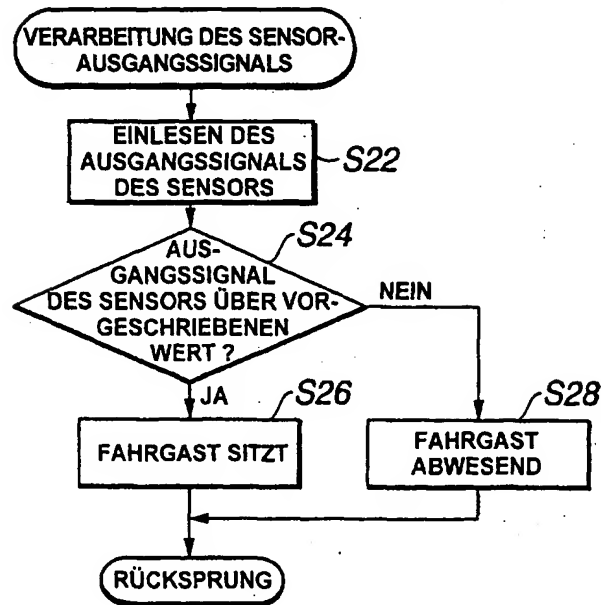 VERARBEITUNG DES SENSOR-
AUSGANGSSIGNALS
EINLESEN DES
AUSGANGSSIGNALS
DES SENSORS
S22
S24
AUS-
GANGSSIGNAL
DES SENSORS ÜBER VOR-
GESCHRIEBENEN
WERT ?
NEIN
JA
S26
S28
FAHRGAST SITZT
FAHRGAST
ABWESEND
RÜCKSPRUNG